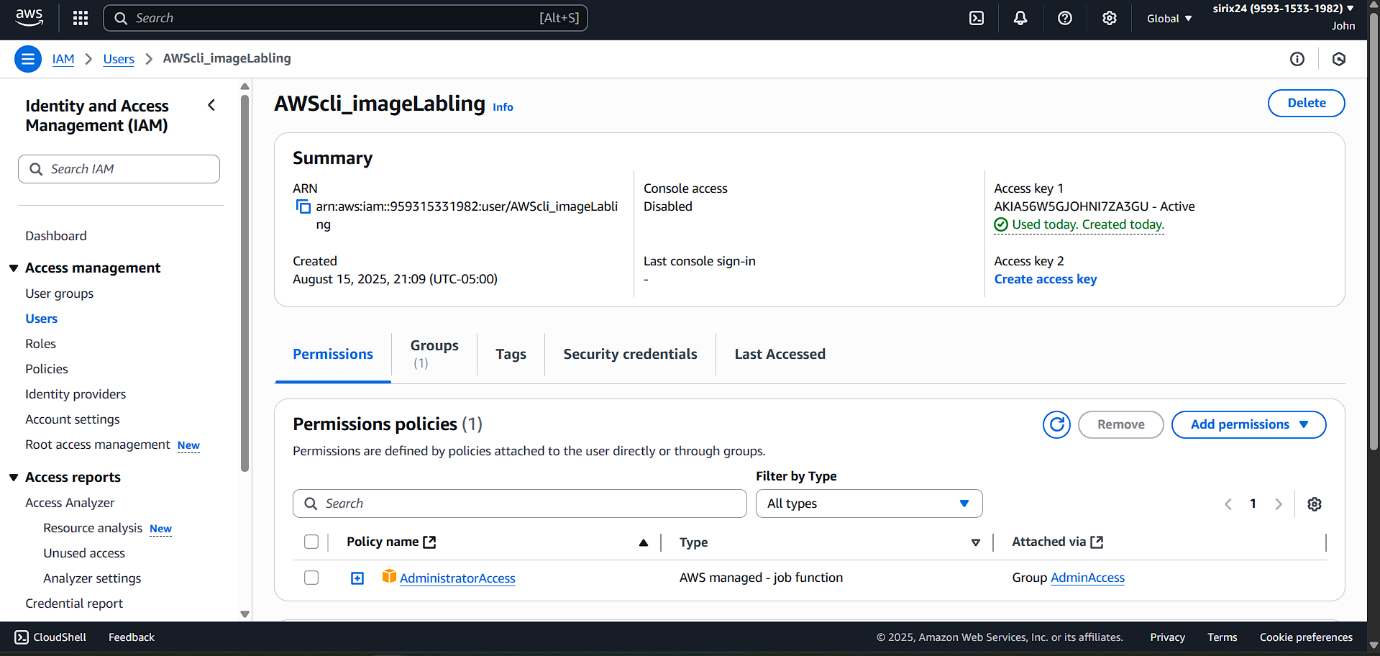 aws
Search
[Alt+S]
Global
sirix24 (9593-1533-1982)
John
IAM
Users
AWScli_imageLabling
Identity and Access
Management (IAM)
Search IAM
Dashboard
Access management
User groups
Users
Roles
Policies
Identity providers
Account settings
Root access management New
Access reports
Access Analyzer
Resource analysis New
Unused access
Analyzer settings
Credential report
AWScli_imageLabling Info
Delete
Summary
ARN
arn:aws:iam::959315331982:user/AWScli_imageLabli
ng
Created
August 15, 2025, 21:09 (UTC-05:00)
Console access
Disabled
Last console sign-in
-
Access key 1
AKIA56W5GJOHNI7ZA3GU - Active
Used today. Created today.
Access key 2
Create access key
Permissions
Groups
(1)
Tags
Security credentials
Last Accessed
Permissions policies (1)
Remove
Add permissions
Permissions are defined by policies attached to the user directly or through groups.
Filter by Type
Search
All types
1
Policy name
Type
Attached via
AdministratorAccess
AWS managed - job function
Group AdminAccess
CloudShell
Feedback
© 2025, Amazon Web Services, Inc. or its affiliates.
Privacy
Terms
Cookie preferences